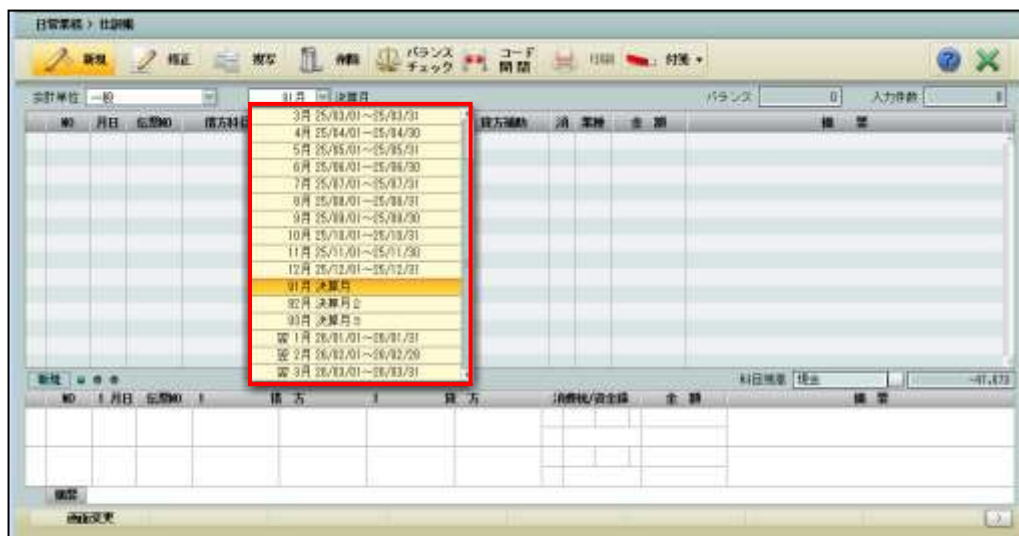 日常業務 > 仕訳帳
新規 修正 複写 削除 バランスチェック コード開閉 印刷 付箋
会計単位 一般 91月 決算月 バランス 0 入力件数 0
NO 月日 伝票NO 借方科目 貸方補助 消 業種 金 額 摘 要
3月 25/03/01～25/03/31
4月 25/04/01～25/04/30
5月 25/05/01～25/05/31
6月 25/06/01～25/06/30
7月 25/07/01～25/07/31
8月 25/08/01～25/08/31
9月 25/09/01～25/09/30
10月 25/10/01～25/10/31
11月 25/11/01～25/11/30
12月 25/12/01～25/12/31
91月 決算月
92月 決算月2
93月 決算月3
翌 1月 26/01/01～26/01/31
翌 2月 26/02/01～26/02/28
翌 3月 26/03/01～26/03/31
新規 科目残高 現金
NO 月日 伝票NO 借 方 貸 方 消費税/資金繰 金 額 摘 要
摘要
画面変更